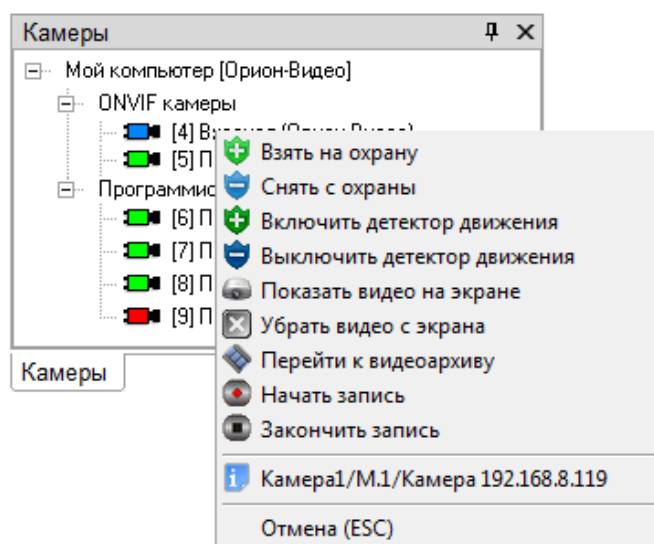 Камеры
Мой компьютер [Орион-Видео]
ONVIF камеры
[4]
[5] П
[6] П
[7] П
[8] П
[9] П
Камеры
Взять на охрану
Снять с охраны
Включить детектор движения
Выключить детектор движения
Показать видео на экране
Убрать видео с экрана
Перейти к видеоархиву
Начать запись
Закончить запись
Камера1/М.1/Камера 192.168.8.119
Отмена (ESC)